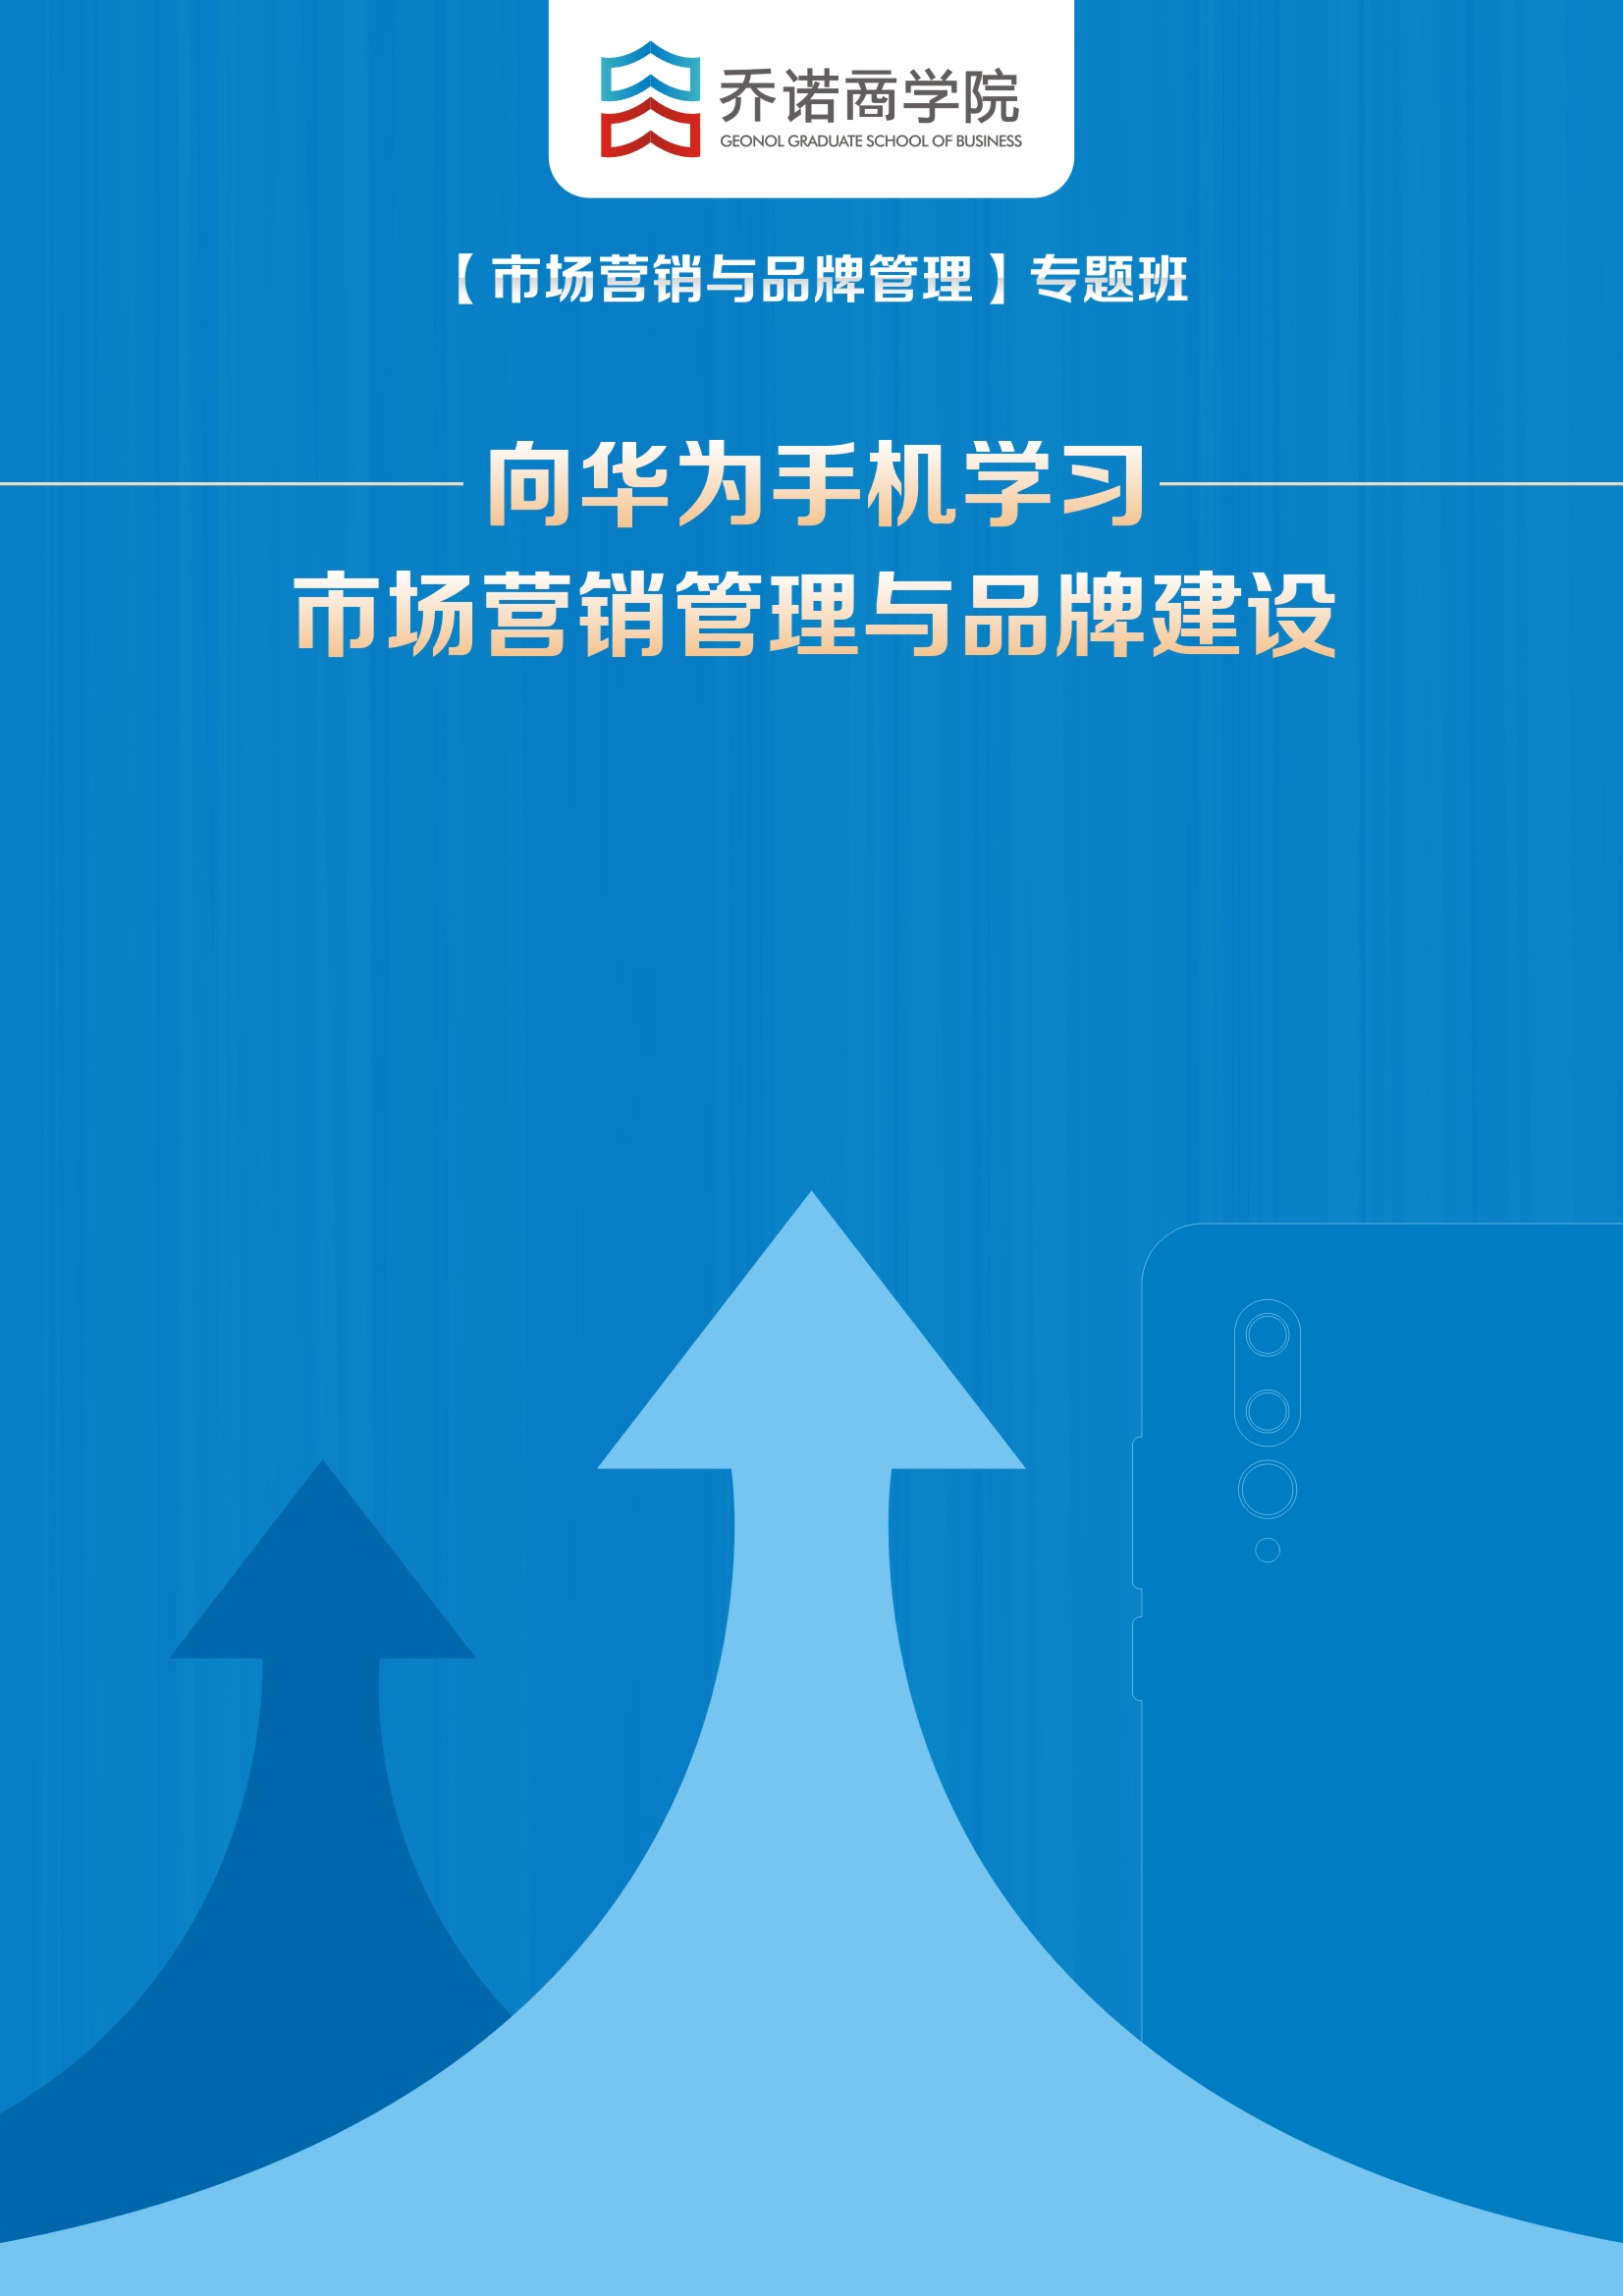 乔诺商学院
GEONOL GRADUATE SCHOOL OF BUSINESS
【市场营销与品牌管理】专题班
向华为手机学习
市场营销管理与品牌建设